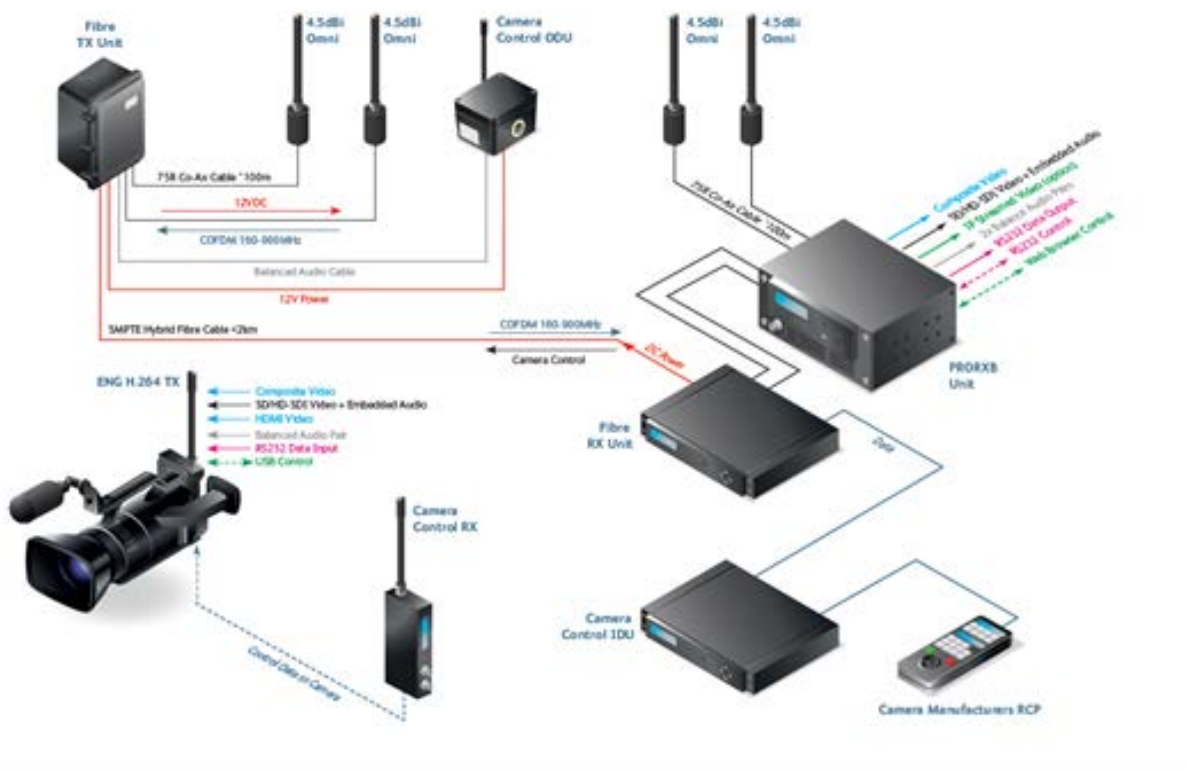 Fibre
TX Unit
4.5dBi
Omni
4.5dBi
Omni
Camera
Control ODU
4.5dBi
Omni
4.5dBi
Omni
75R Co-Ax Cable ~100m
12VDC
COFDM 160-900MHz
Balanced Audio Cable
12V Power
SMPTE Hybrid Fibre Cable <2km
COFDM 160-900MHz
Camera Control
DC Power
75R Co-Ax Cable ~100m
Composite Video
SD/HD-SDI Video + Embedded Audio
IP Streamed Video (option)
2x Balance Audio Pairs
RS232 Data Output
RS232 Control
Web Browser Control
PRORXB
Unit
ENG H.264 TX
Composite Video
SD/HD-SDI Video + Embedded Audio
HDMI Video
Balanced Audio Pair
RS232 Data Input
USB Control
Fibre
RX Unit
Data
Camera
Control RX
Control Data to Camera
Camera
Control IDU
Camera Manufacturers RCP